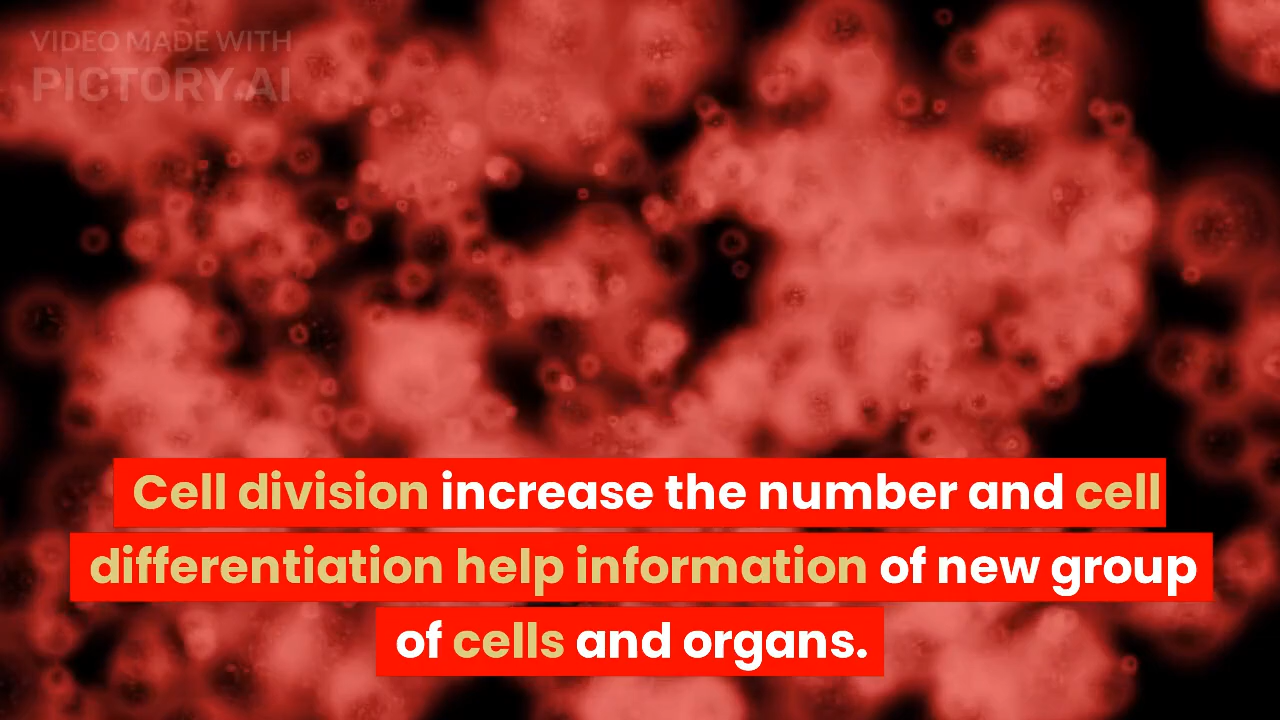 VIDEO MADE WITH
PICTORY.AI
Cell division increase the number and cell
differentiation help information of new group
of cells and organs.